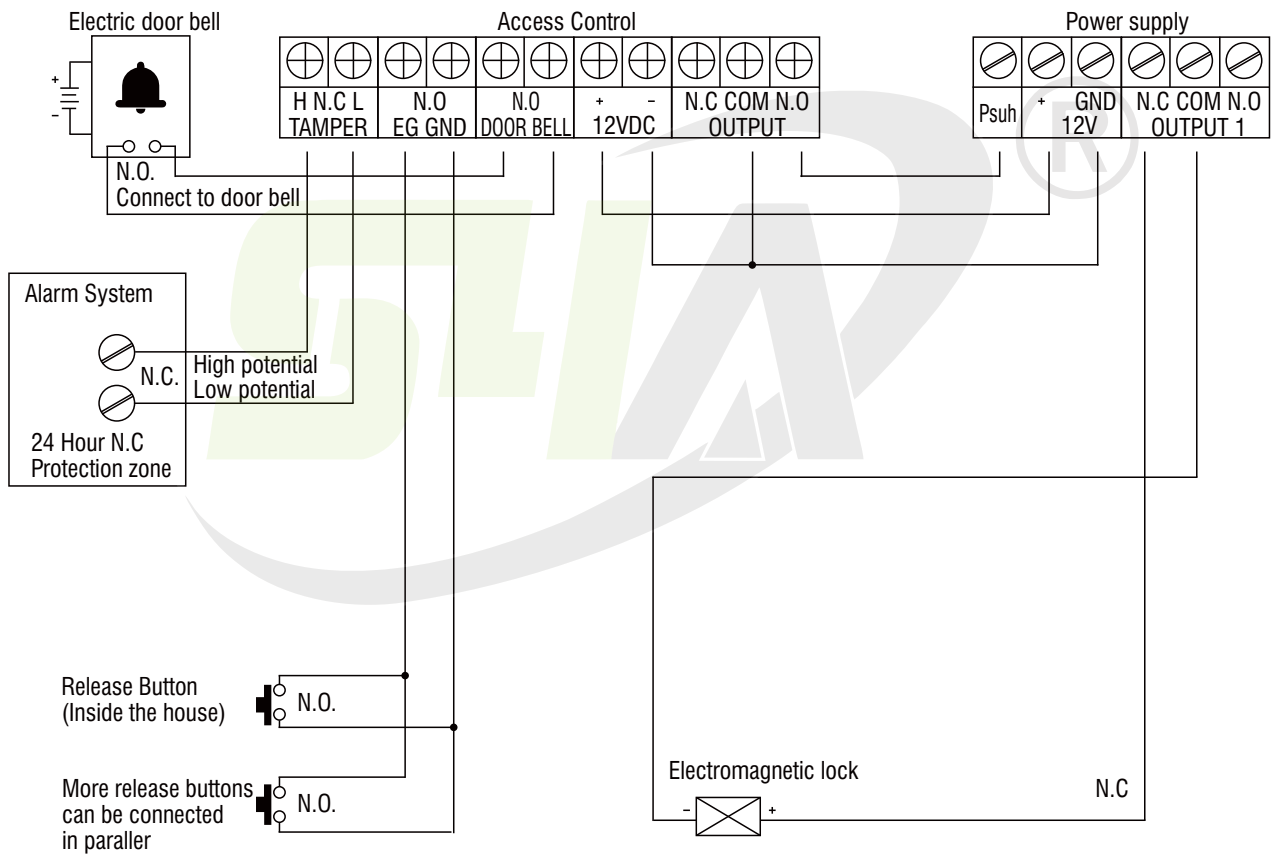 Electric door bell
Access Control
Power supply
+
−
H N.C L
TAMPER
N.O
EG GND
N.O
DOOR BELL
+ −
12VDC
N.C COM N.O
OUTPUT
Psuh
+ GND
12V
N.C COM N.O
OUTPUT 1
®
N.O.
Connect to door bell
S4A
Alarm System
High potential
N.C.
Low potential
24 Hour N.C
Protection zone
Release Button
(Inside the house)
N.O.
More release buttons
can be connected
in paraller
N.O.
Electromagnetic lock
− +
N.C